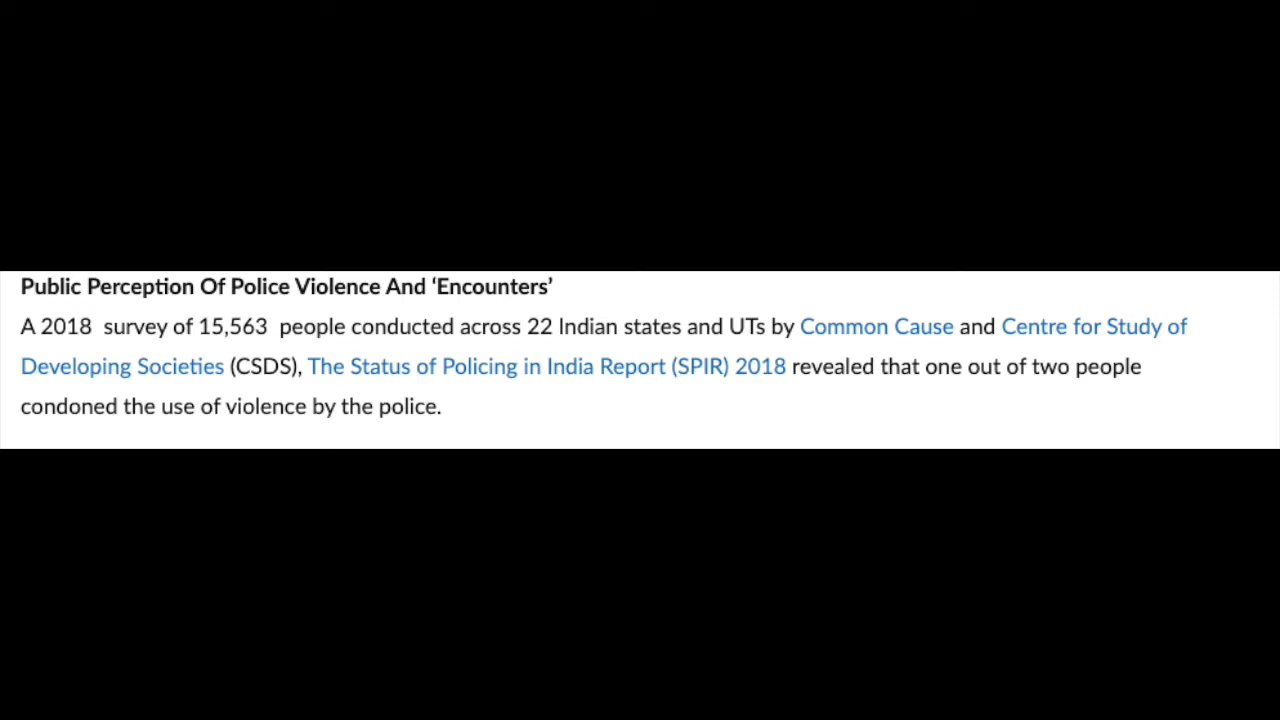 Public Perception Of Police Violence And ‘Encounters’
A 2018 survey of 15,563 people conducted across 22 Indian states and UTs by Common Cause and Centre for Study of
Developing Societies (CSDS), The Status of Policing in India Report (SPIR) 2018 revealed that one out of two people
condoned the use of violence by the police.